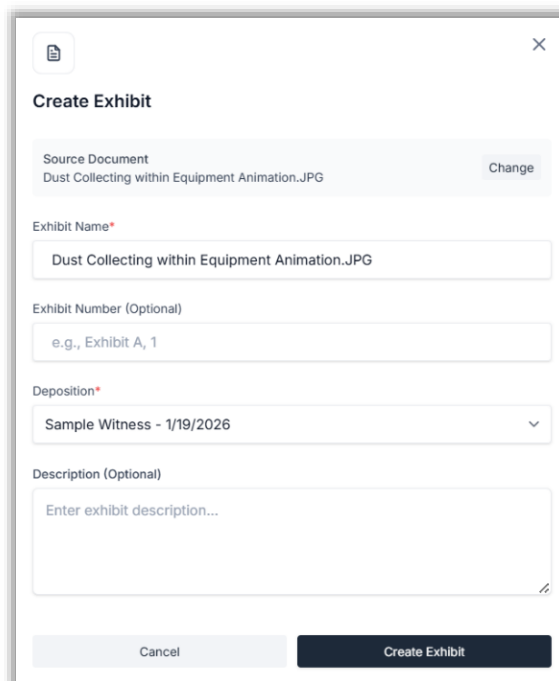 Create Exhibit
Source Document
Dust Collecting within Equipment Animation.JPG
Change
Exhibit Name*
Dust Collecting within Equipment Animation.JPG
Exhibit Number (Optional)
e.g., Exhibit A, 1
Deposition*
Sample Witness - 1/19/2026
Description (Optional)
Enter exhibit description...
Cancel
Create Exhibit